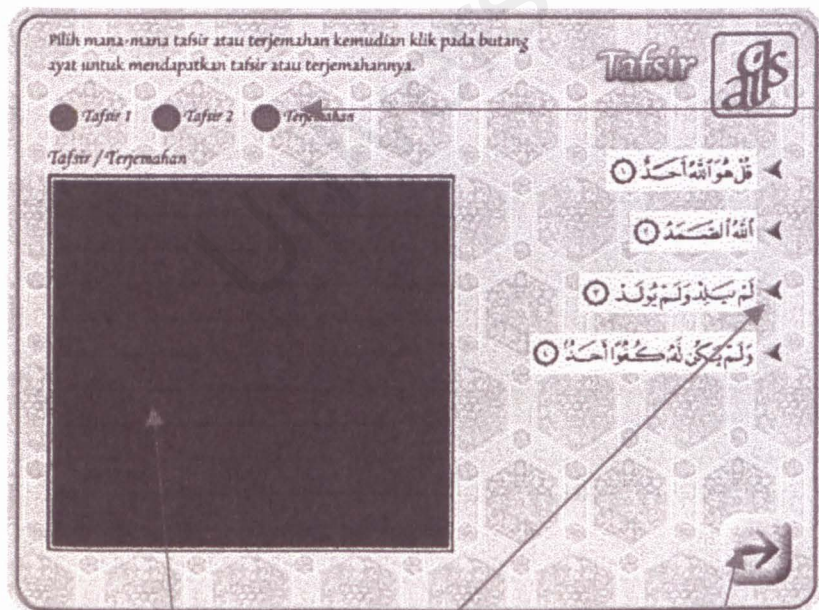 Pilih mana-mana tafsir atau terjemahan kemudian klik pada butang
ayat untuk mendapatkan tafsir atau terjemahannya.
Tafsir
Tafsir 1 Tafsir 2 Terjemahan
Tafsir / Terjemahan
قُلْ هُوَ ٱللَّهُ أَحَدٌ ١
ٱللَّهُ ٱلصَّمَدُ ٢
لَمْ يَلِدْ وَلَمْ يُولَدْ ٣
وَلَمْ يَكُن لَّهُۥ كُفُوًا أَحَدٌۢ ٤